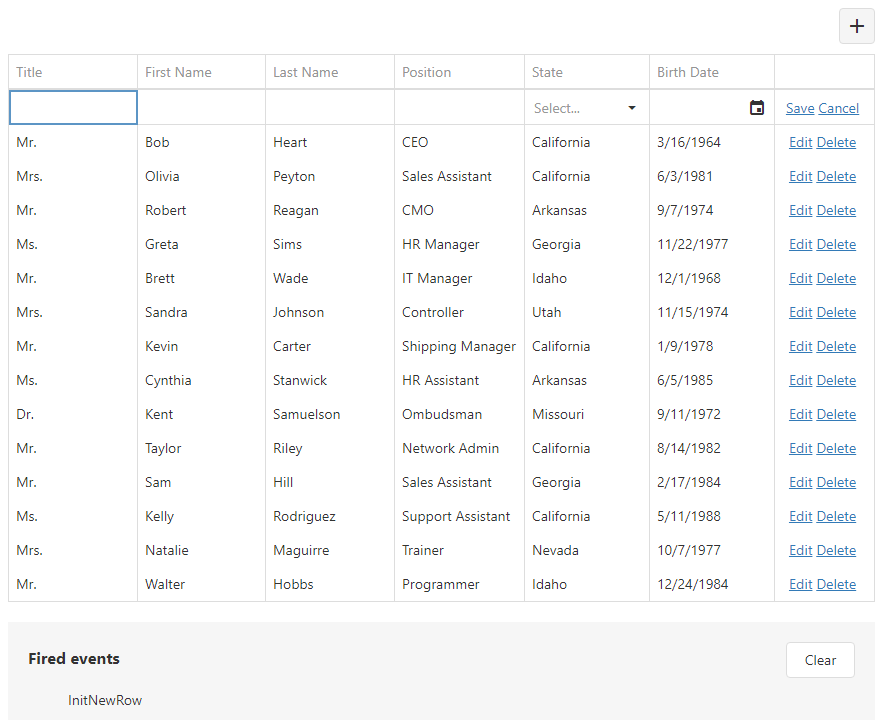 Title First Name Last Name Position State Birth Date
Select... Save Cancel
Mr. Bob Heart CEO California 3/16/1964 Edit Delete
Mrs. Olivia Peyton Sales Assistant California 6/3/1981 Edit Delete
Mr. Robert Reagan CMO Arkansas 9/7/1974 Edit Delete
Ms. Greta Sims HR Manager Georgia 11/22/1977 Edit Delete
Mr. Brett Wade IT Manager Idaho 12/1/1968 Edit Delete
Mrs. Sandra Johnson Controller Utah 11/15/1974 Edit Delete
Mr. Kevin Carter Shipping Manager California 1/9/1978 Edit Delete
Ms. Cynthia Stanwick HR Assistant Arkansas 6/5/1985 Edit Delete
Dr. Kent Samuelson Ombudsman Missouri 9/11/1972 Edit Delete
Mr. Taylor Riley Network Admin California 8/14/1982 Edit Delete
Mr. Sam Hill Sales Assistant Georgia 2/17/1984 Edit Delete
Ms. Kelly Rodriguez Support Assistant California 5/11/1988 Edit Delete
Mrs. Natalie Maguirre Trainer Nevada 10/7/1977 Edit Delete
Mr. Walter Hobbs Programmer Idaho 12/24/1984 Edit Delete
Fired events Clear
InitNewRow